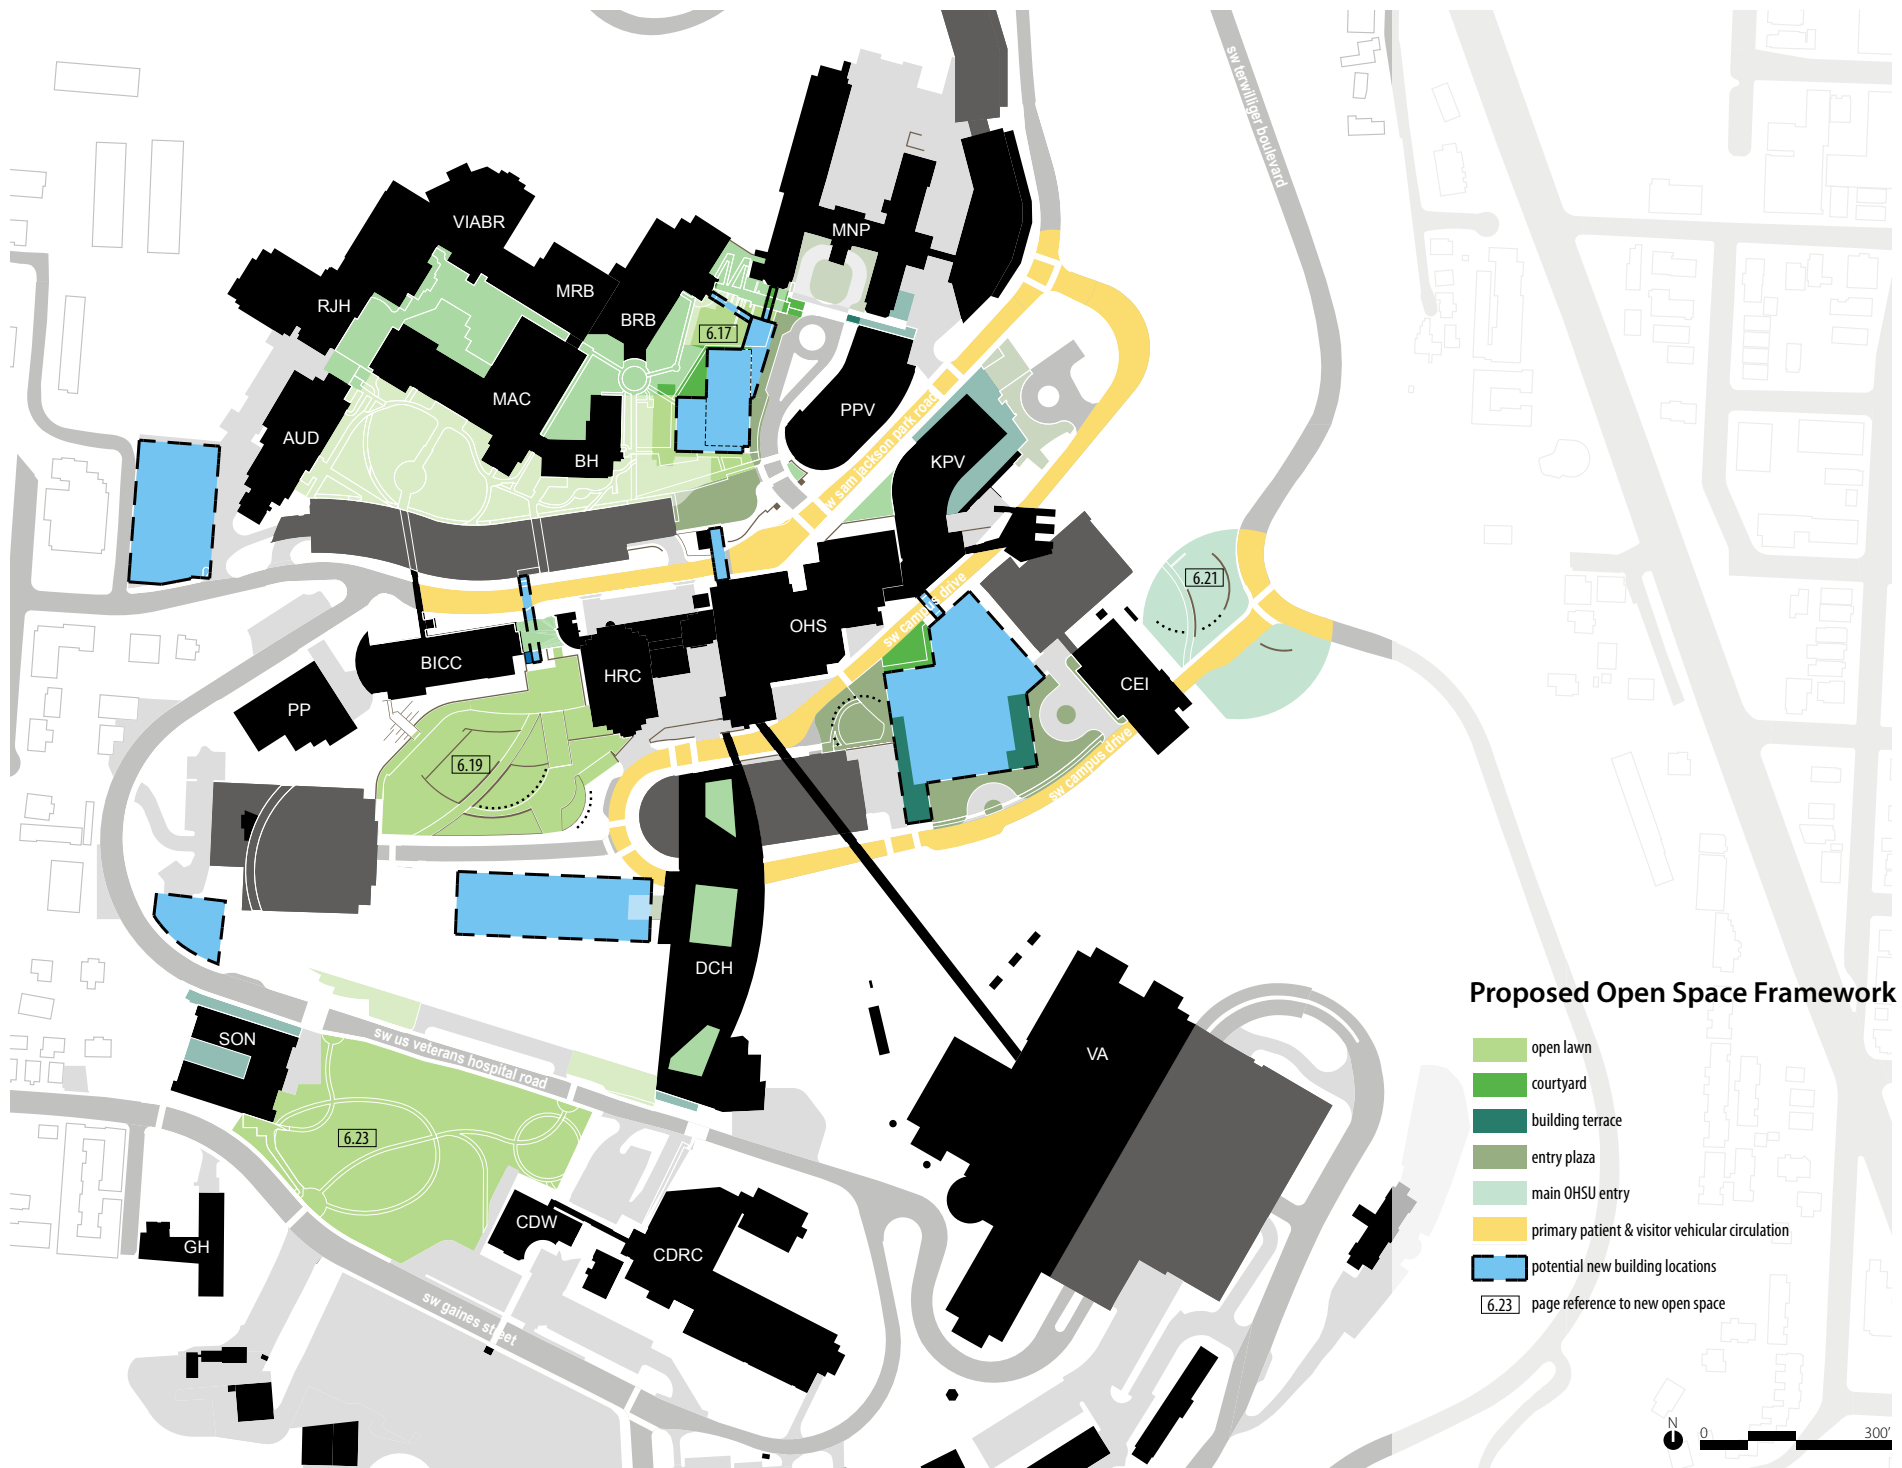 sw terwilliger boulevard
VIABR
MNP
RJH
MRB
BRB
6.17
MAC
PPV
AUD
BH
KPV
w sam jackson park road
6.21
sw campus drive
OHS
BICC
HRC
CEI
PP
6.19
sw campus drive
DCH
SON
sw us veterans hospital road
VA
6.23
CDW
GH
CDRC
sw gaines street
Proposed Open Space Framework
open lawn
courtyard
building terrace
entry plaza
main OHSU entry
primary patient & visitor vehicular circulation
potential new building locations
6.23 page reference to new open space
N
0 300'